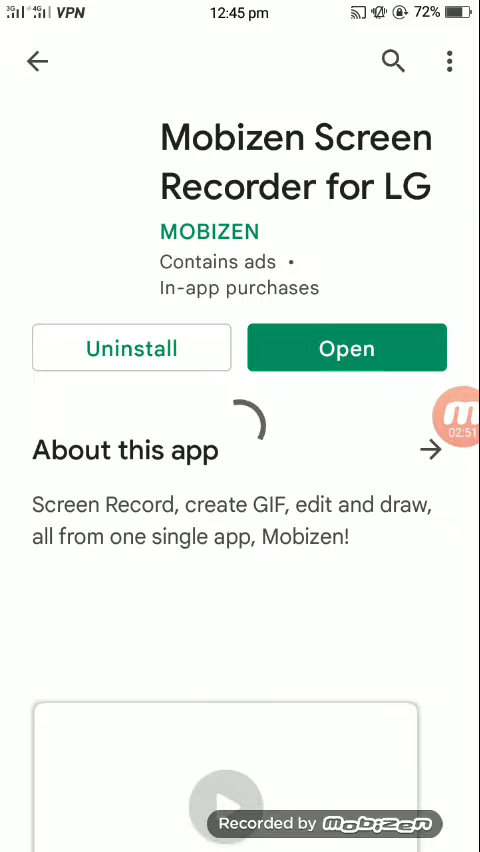 3G 4G VPN 12:45 pm 72%
Mobizen Screen
Recorder for LG
MOBIZEN
Contains ads •
In-app purchases
Uninstall Open
02:51
About this app
Screen Record, create GIF, edit and draw,
all from one single app, Mobizen!
Recorded by mobizen